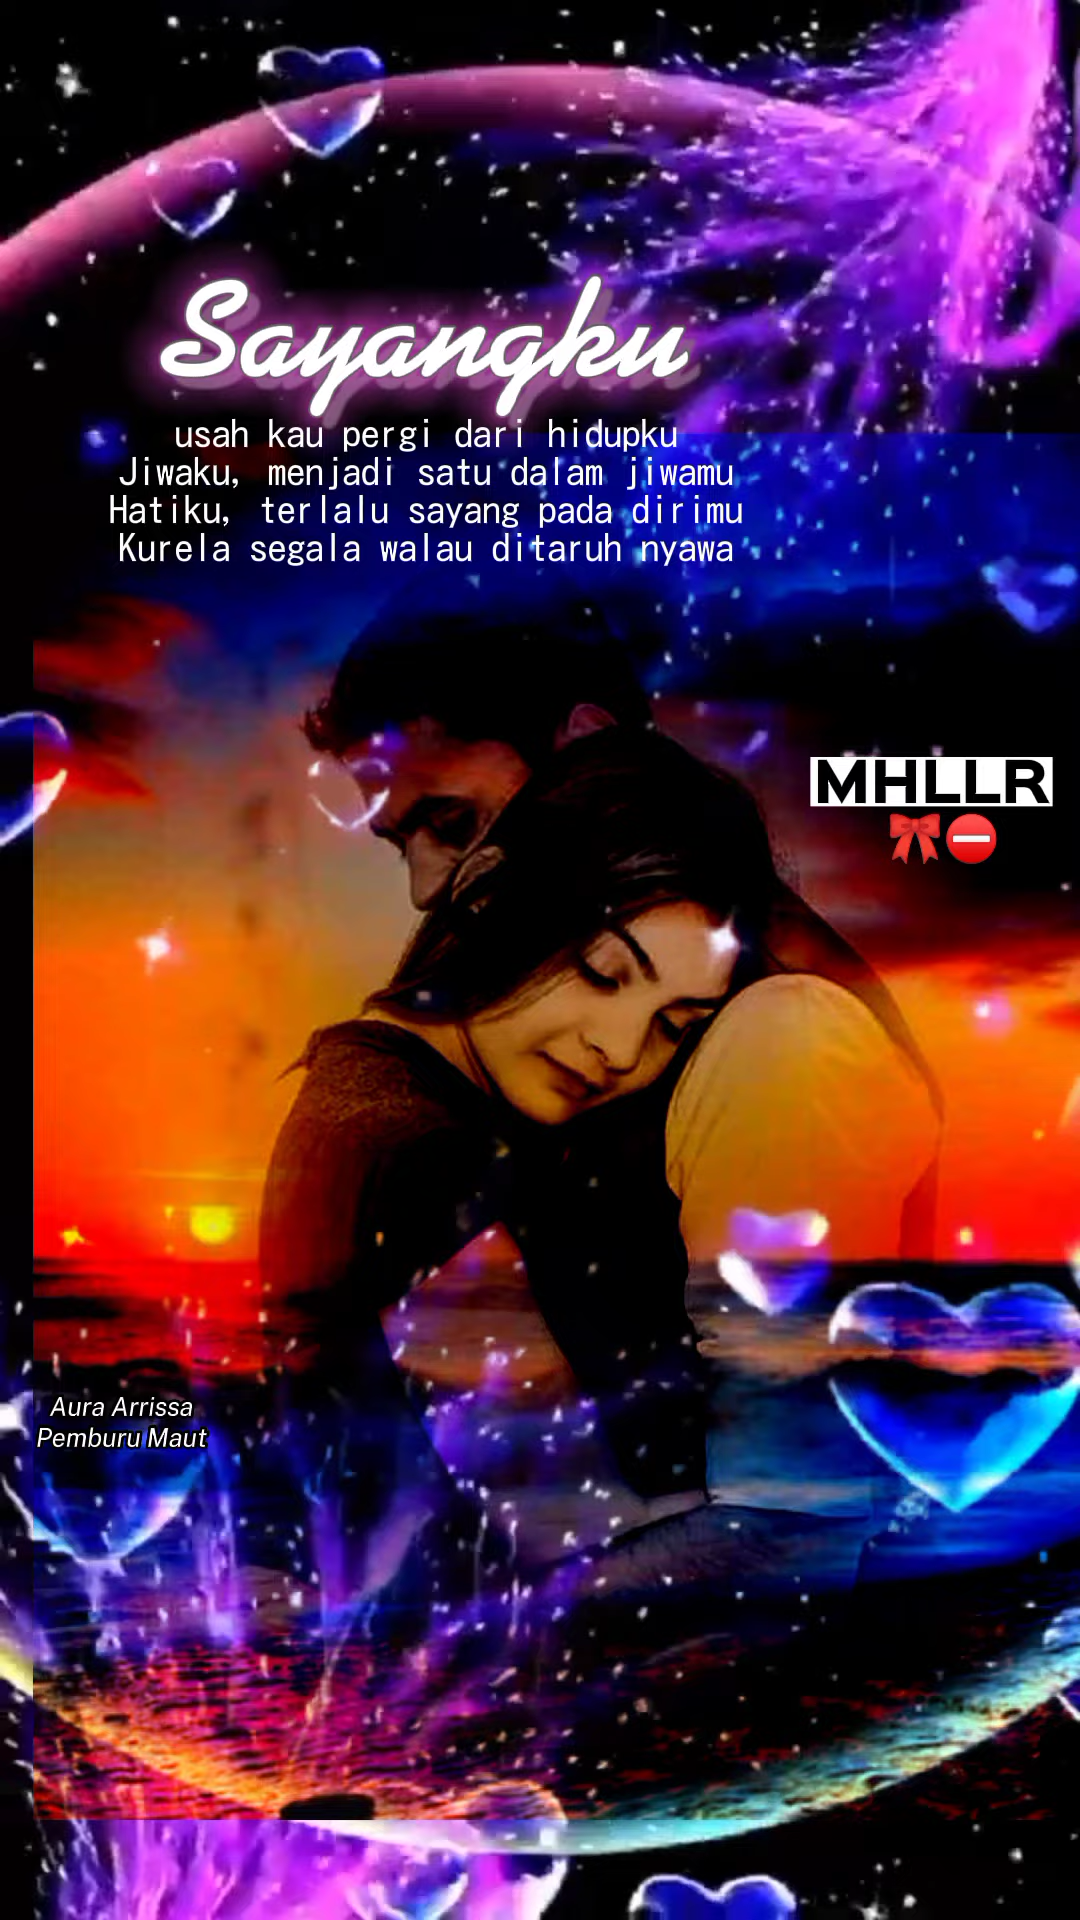 Sayangku
usah kau pergi dari hidupku
Jiwaku, menjadi satu dalam jiwamu
Hatiku, terlalu sayang pada dirimu
Kurela segala walau ditaruh nyawa
MHLLR
🎀⛔
Aura Arrissa
Pemburu Maut